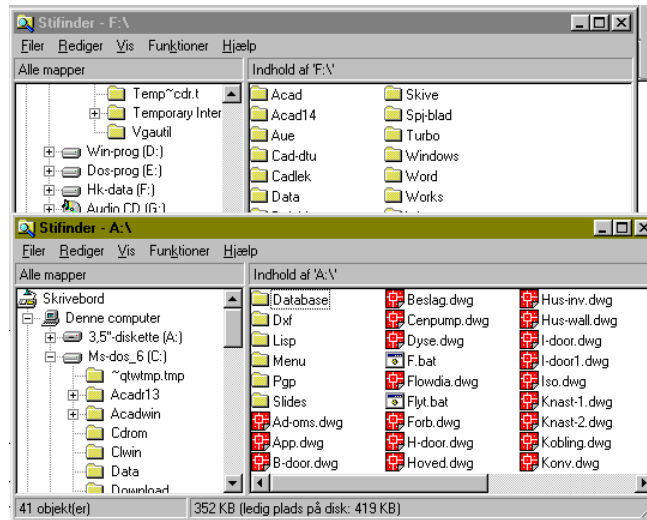 Stifinder - F:\
Filer Rediger Vis Funktioner Hjælp
Alle mapper Indhold af 'F:\'
Temp~cdr.t Acad Skive
Temporary Inter Acad14 Spj-blad
Vgautil Aue Turbo
Win-prog (D:) Cad-dtu Windows
Dos-prog (E:) Cadlek Word
Hk-data (F:) Data Works
Audio CD (G:)
Stifinder - A:\
Filer Rediger Vis Funktioner Hjælp
Alle mapper Indhold af 'A:\'
Skrivebord Database Beslag.dwg Hus-inv.dwg
Denne computer Dxf Cenpump.dwg Hus-wall.dwg
3,5"-diskette (A:) Lisp Dyse.dwg I-door.dwg
Ms-dos_6 (C:) Menu F.bat I-door1.dwg
~qtwtmp.tmp Pgp Flowdia.dwg Iso.dwg
Acadr13 Slides Flyt.bat Knast-1.dwg
Acadwin Ad-oms.dwg Forb.dwg Knast-2.dwg
Cdrom App.dwg H-door.dwg Kobling.dwg
Clwin B-door.dwg Hoved.dwg Konv.dwg
Data
Download
41 objekt(er) 352 KB (ledig plads på disk: 419 KB)